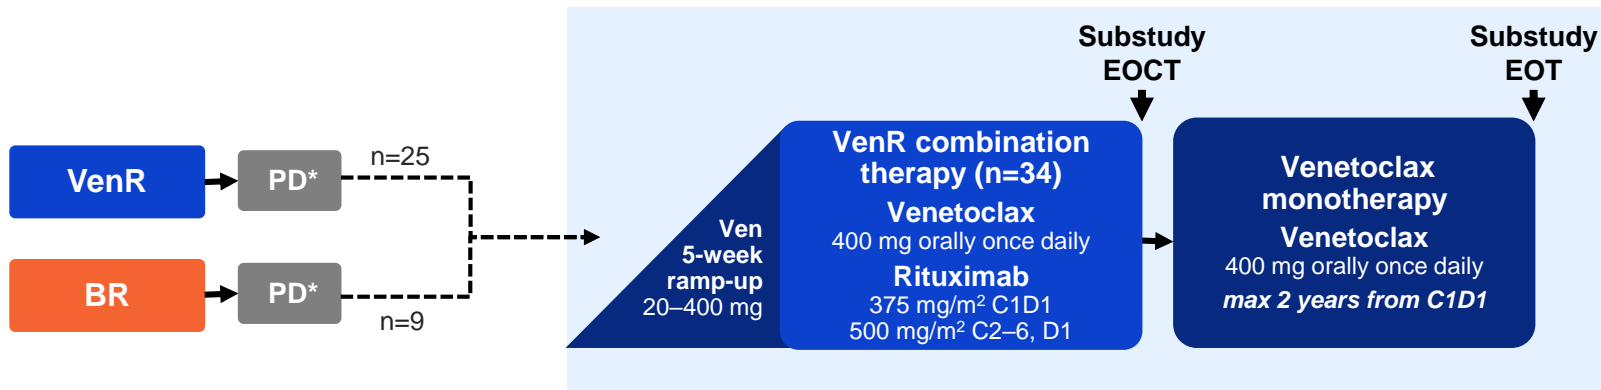 VenR
PD*
n=25
BR
PD*
n=9
Ven
5-week
ramp-up
20–400 mg
VenR combination
therapy (n=34)
Venetoclax
400 mg orally once daily
Rituximab
375 mg/m² C1D1
500 mg/m² C2–6, D1
Substudy
EOCT
Venetoclax
monotherapy
Venetoclax
400 mg orally once daily
max 2 years from C1D1
Substudy
EOT